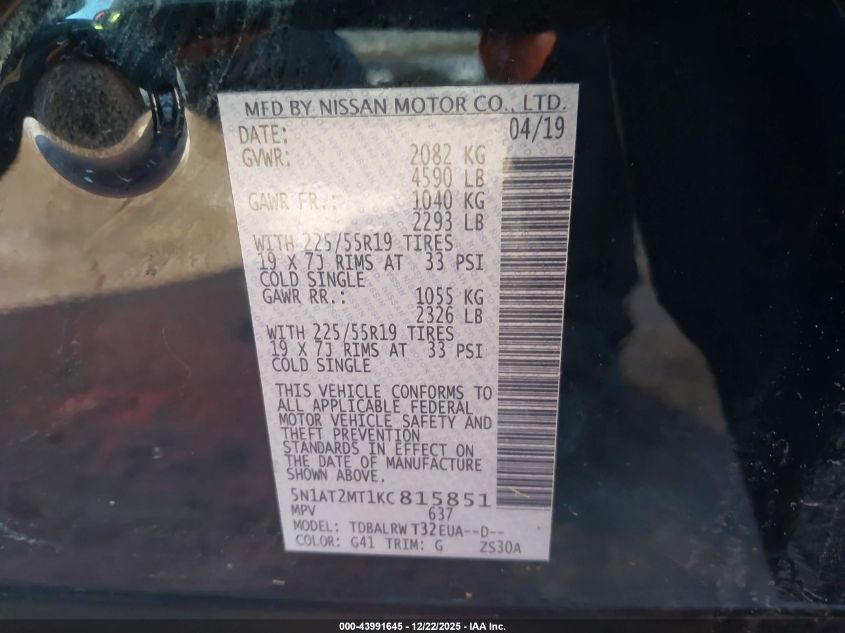 MFD BY NISSAN MOTOR CO., LTD.
DATE: 04/19
GVWR: 2082 KG
4590 LB
GAWR FR.: 1040 KG
2293 LB
WITH 225/55R19 TIRES
19 X 7J RIMS AT 33 PSI
COLD SINGLE
GAWR RR.: 1055 KG
2326 LB
WITH 225/55R19 TIRES
19 X 7J RIMS AT 33 PSI
COLD SINGLE
THIS VEHICLE CONFORMS TO
ALL APPLICABLE FEDERAL
MOTOR VEHICLE SAFETY AND
THEFT PREVENTION
STANDARDS IN EFFECT ON
THE DATE OF MANUFACTURE
SHOWN ABOVE.
5N1AT2MT1KC815851
MPV 637
MODEL: TDBALRW T32EUA--D--
COLOR: G41 TRIM: G ZS30A
000-43991645 - 12/22/2025 - IAA Inc.